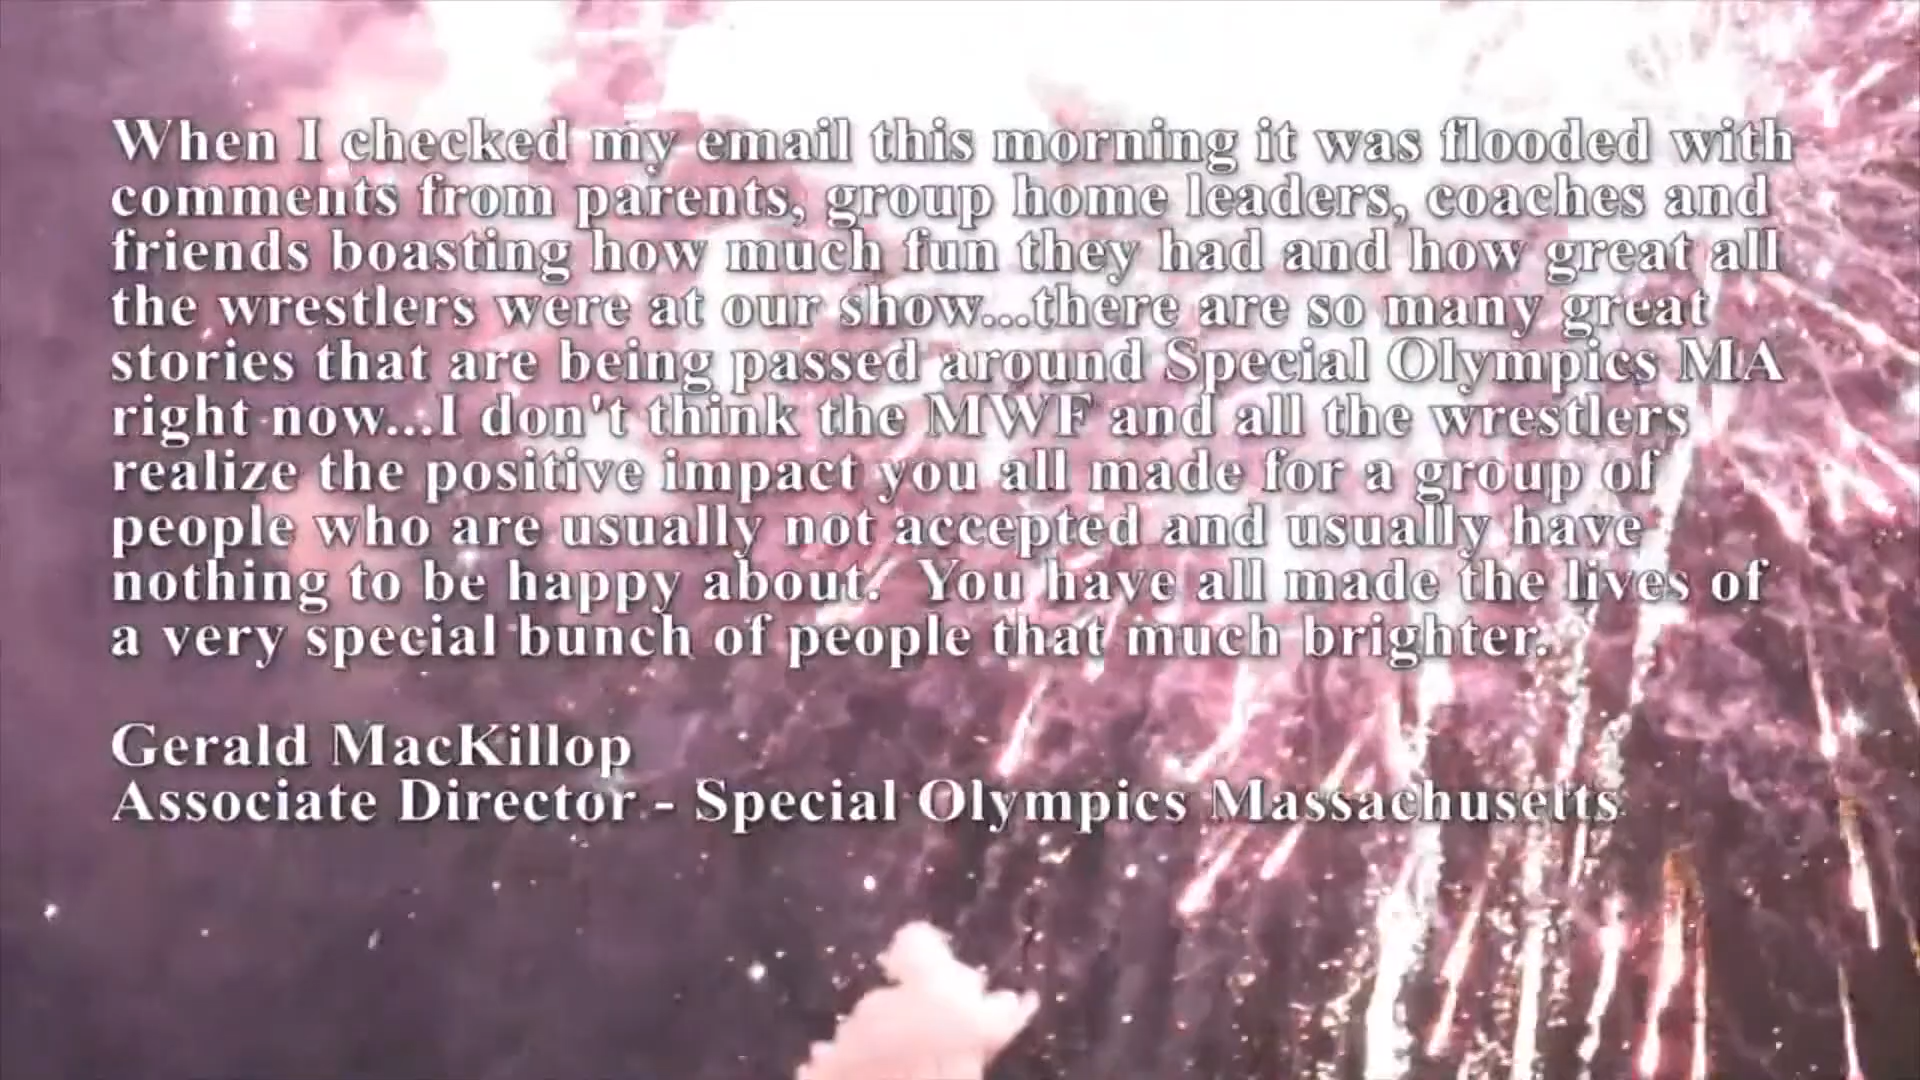 When I checked my email this morning it was flooded with
comments from parents, group home leaders, coaches and
friends boasting how much fun they had and how great all
the wrestlers were at our show...there are so many great
stories that are being passed around Special Olympics MA
right now...I don't think the MWF and all the wrestlers
realize the positive impact you all made for a group of
people who are usually not accepted and usually have
nothing to be happy about. You have all made the lives of
a very special bunch of people that much brighter.
Gerald MacKillop
Associate Director - Special Olympics Massachusetts